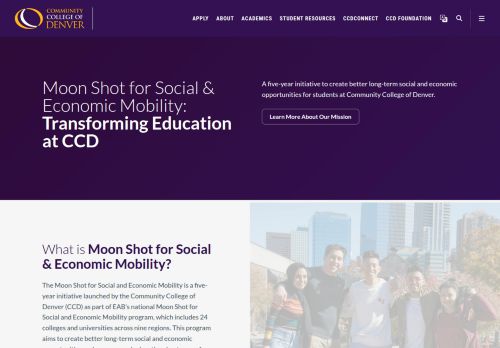 COMMUNITY
COLLEGE OF
DENVER
APPLY ABOUT ACADEMICS STUDENT RESOURCES CCDCONNECT CCD FOUNDATION
Moon Shot for Social &
Economic Mobility:
Transforming Education
at CCD
A five-year initiative to create better long-term social and economic
opportunities for students at Community College of Denver.
Learn More About Our Mission
What is Moon Shot for Social
& Economic Mobility?
The Moon Shot for Social and Economic Mobility is a five-
year initiative launched by the Community College of
Denver (CCD) as part of EAB's national Moon Shot for
Social and Economic Mobility program, which includes 24
colleges and universities across nine regions. This program
aims to create better long-term social and economic